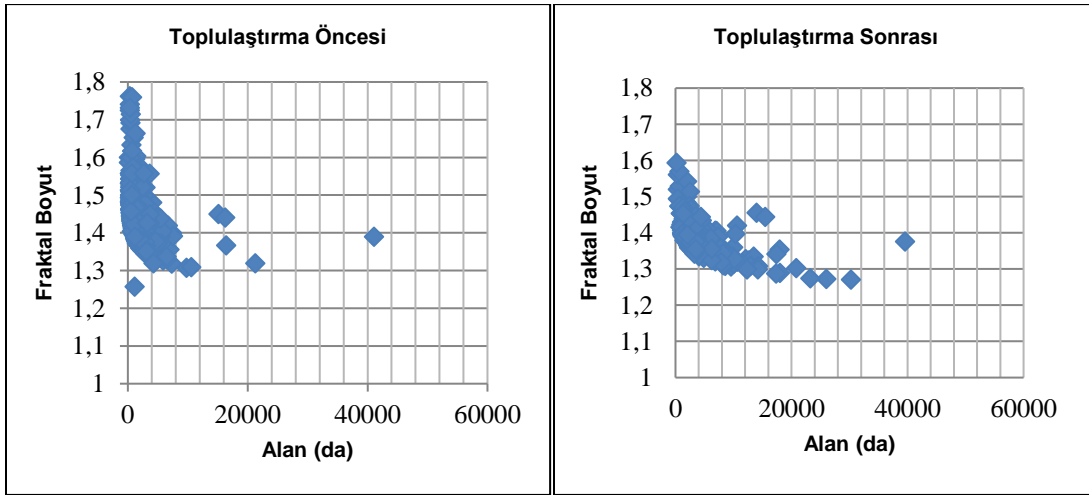 Toplulaştırma Öncesi
1,8
1,7
1,6
1,5
1,4
1,3
1,2
1,1
1
Fraktal Boyut
0 20000 40000 60000
Alan (da)
Toplulaştırma Sonrası
1,8
1,7
1,6
1,5
1,4
1,3
1,2
1,1
1
Fraktal Boyut
0 20000 40000 60000
Alan (da)